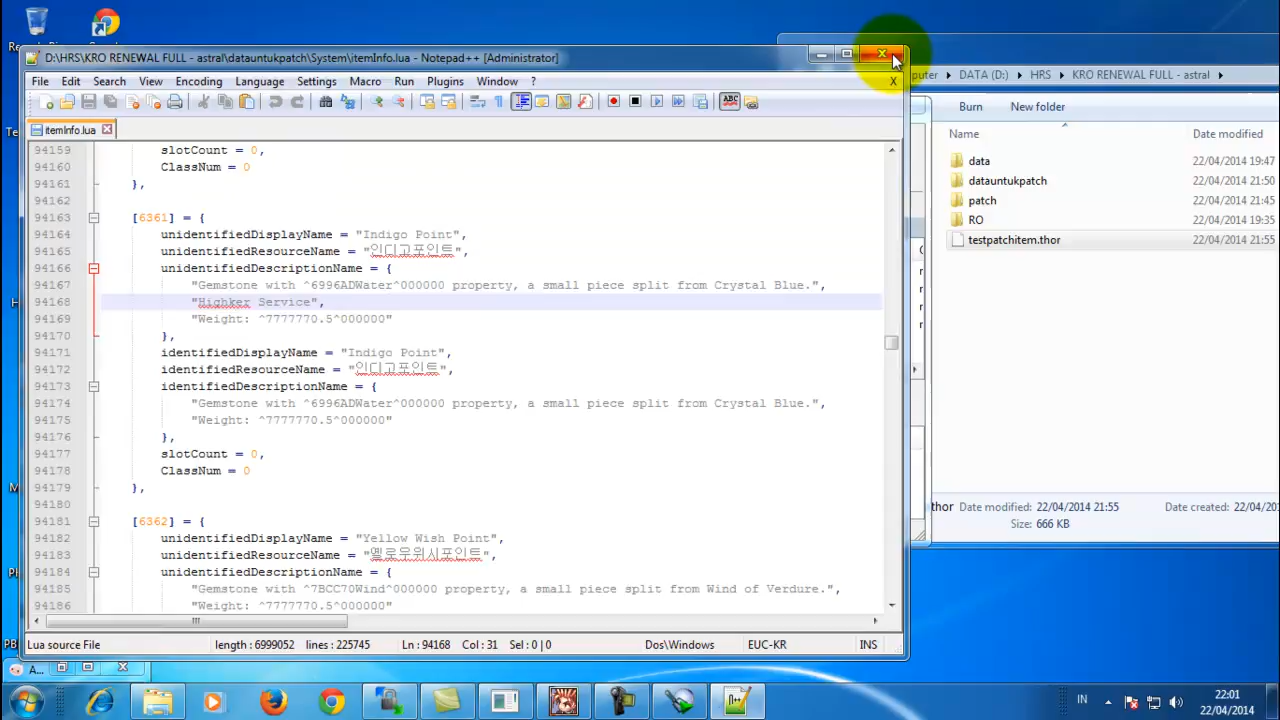 D:\HRS\KRO RENEWAL FULL - astral\datauntukpatch\System\itemInfo.lua - Notepad++ [Administrator]
File Edit Search View Encoding Language Settings Macro Run Plugins Window ? X
itemInfo.lua
94159 slotCount = 0,
94160 ClassNum = 0
94161 },
94162
94163 [6361] = {
94164 unidentifiedDisplayName = "Indigo Point",
94165 unidentifiedResourceName = "인디고포인트",
94166 unidentifiedDescriptionName = {
94167 "Gemstone with ^6996ADWater^000000 property, a small piece split from Crystal Blue.",
94168 "Highker Service",
94169 "Weight: ^7777770.5^000000"
94170 },
94171 identifiedDisplayName = "Indigo Point",
94172 identifiedResourceName = "인디고포인트",
94173 identifiedDescriptionName = {
94174 "Gemstone with ^6996ADWater^000000 property, a small piece split from Crystal Blue.",
94175 "Weight: ^7777770.5^000000"
94176 },
94177 slotCount = 0,
94178 ClassNum = 0
94179 },
94180
94181 [6362] = {
94182 unidentifiedDisplayName = "Yellow Wish Point",
94183 unidentifiedResourceName = "옐로우위시포인트",
94184 unidentifiedDescriptionName = {
94185 "Gemstone with ^7BCC70Wind^000000 property, a small piece split from Wind of Verdure.",
94186 "Weight: ^7777770.5^000000"
Lua source File length : 6999052 lines : 225745 Ln : 94168 Col : 31 Sel : 0 | 0 Dos\Windows EUC-KR INS
puter DATA (D:) HRS KRO RENEWAL FULL - astral
Burn New folder
Name Date modified
data 22/04/2014 19:47
datauntukpatch 22/04/2014 21:50
patch 22/04/2014 21:45
RO 22/04/2014 19:35
testpatchitem.thor 22/04/2014 21:55
thor Date modified: 22/04/2014 21:55 Date created:
Size: 666 KB
A...
IN
22:01
22/04/2014